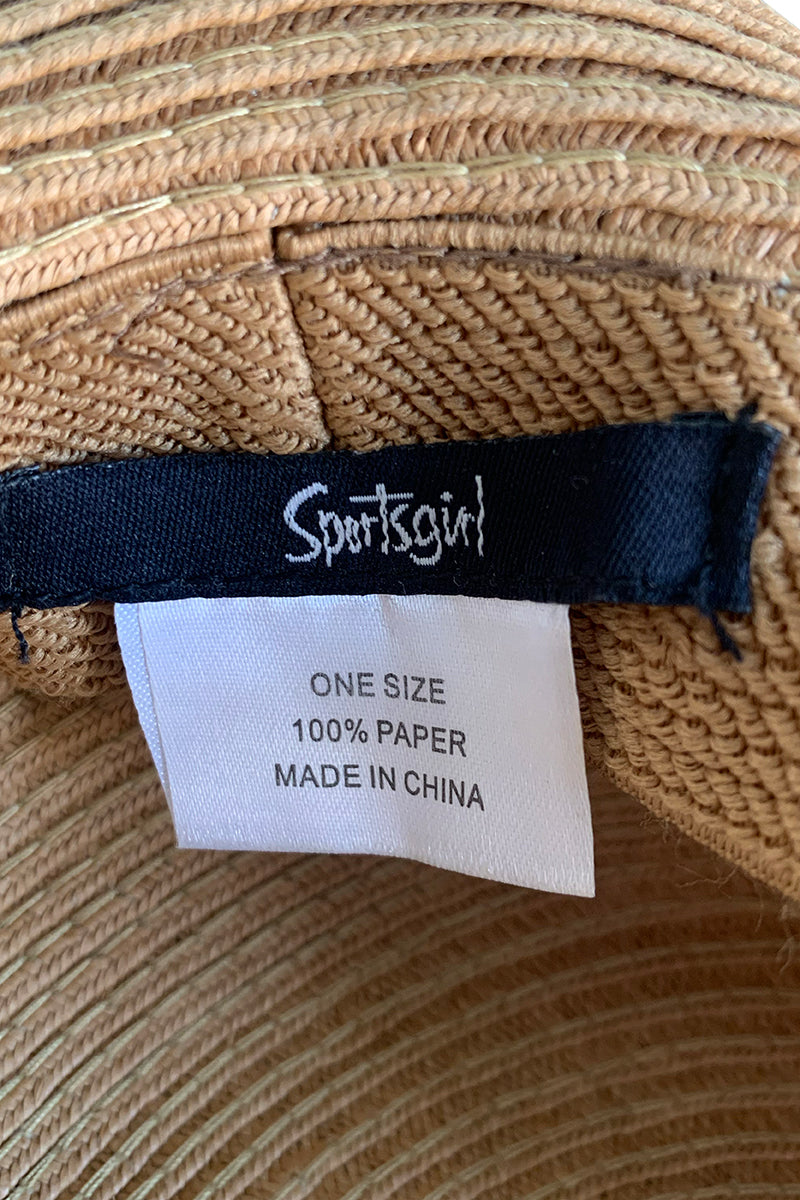 Sportsgirl
ONE SIZE
100% PAPER
MADE IN CHINA